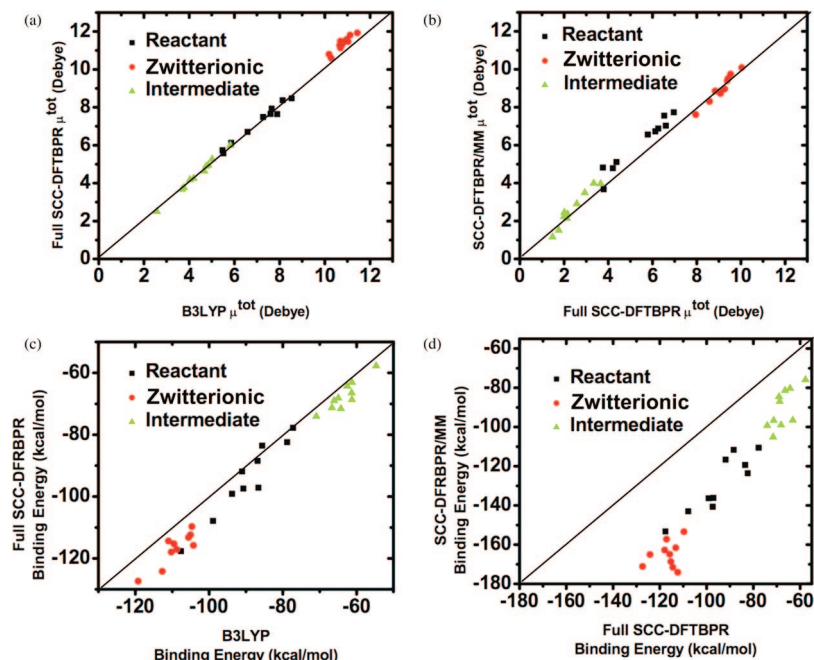 (a)
Full SCC-DFTBPR μtot (Debye)
12
10
8
6
4
2
0
Reactant
Zwitterionic
Intermediate
0 2 4 6 8 10 12
B3LYP μtot (Debye)
(b)
SCC-DFTBPR/MM μtot (Debye)
12
10
8
6
4
2
0
Reactant
Zwitterionic
Intermediate
0 2 4 6 8 10 12
Full SCC-DFTBPR μtot (Debye)
(c)
Full SCC-DFRBPR
Binding Energy (kcal/mol)
-60
-80
-100
-120
Reactant
Zwitterionic
Intermediate
-120 -100 -80 -60
B3LYP
Binding Energy (kcal/mol)
(d)
SCC-DFRBPR/MM
Binding Energy (kcal/mol)
-60
-80
-100
-120
-140
-160
-180
Reactant
Zwitterionic
Intermediate
-180 -160 -140 -120 -100 -80 -60
Full SCC-DFTBPR
Binding Energy (kcal/mol)